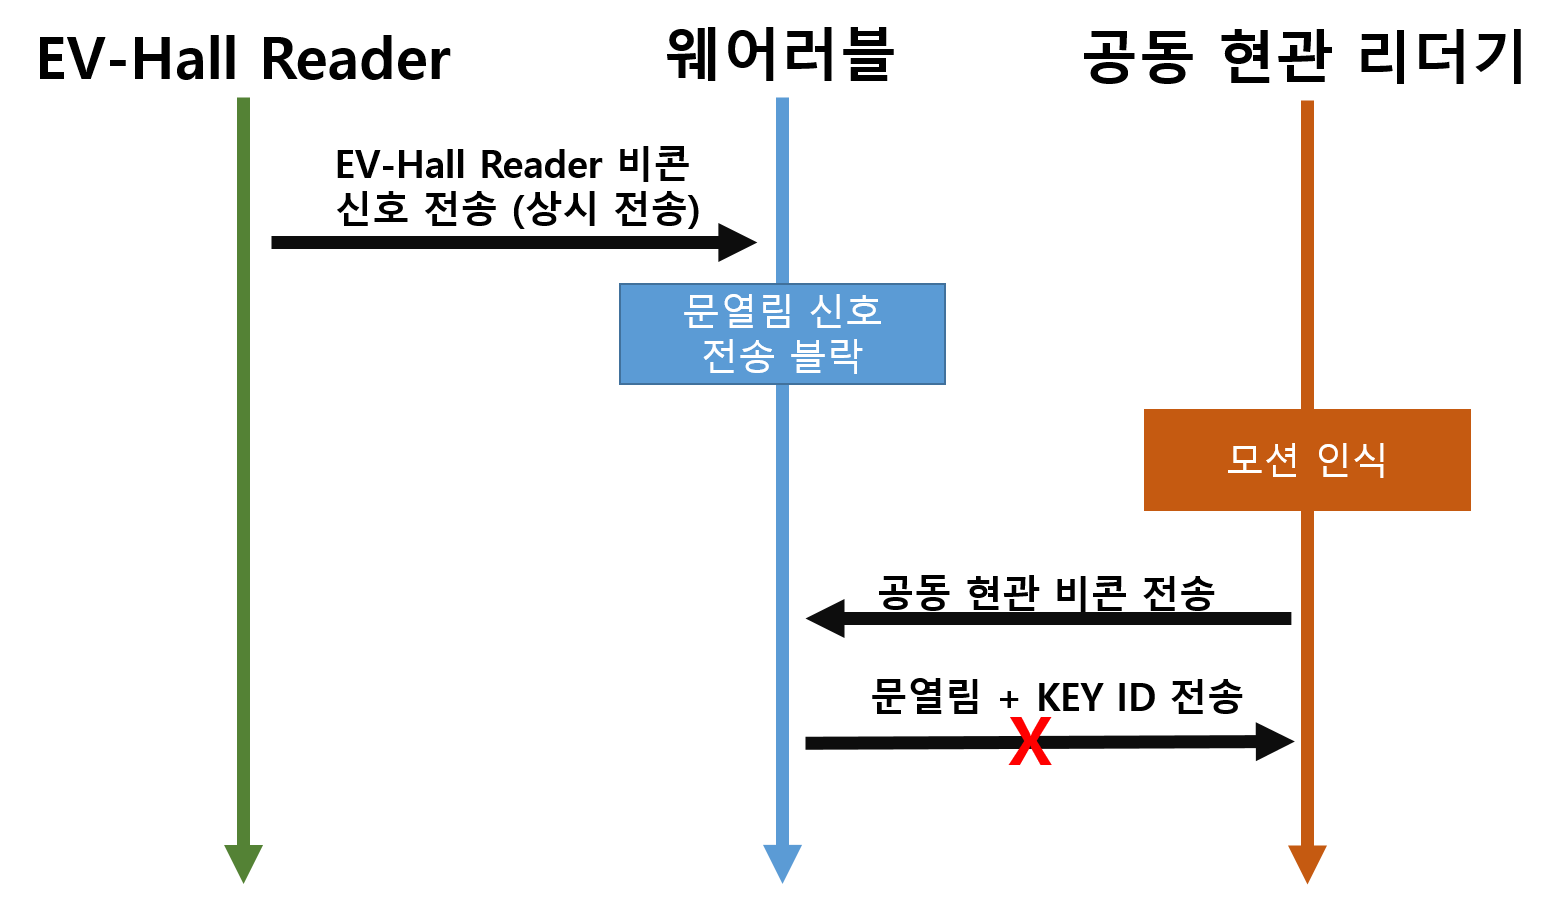 EV-Hall Reader
웨어러블
공동 현관 리더기
EV-Hall Reader 비콘
신호 전송 (상시 전송)
문열림 신호
전송 블락
모션 인식
공동 현관 비콘 전송
문열림 + KEY ID 전송
X